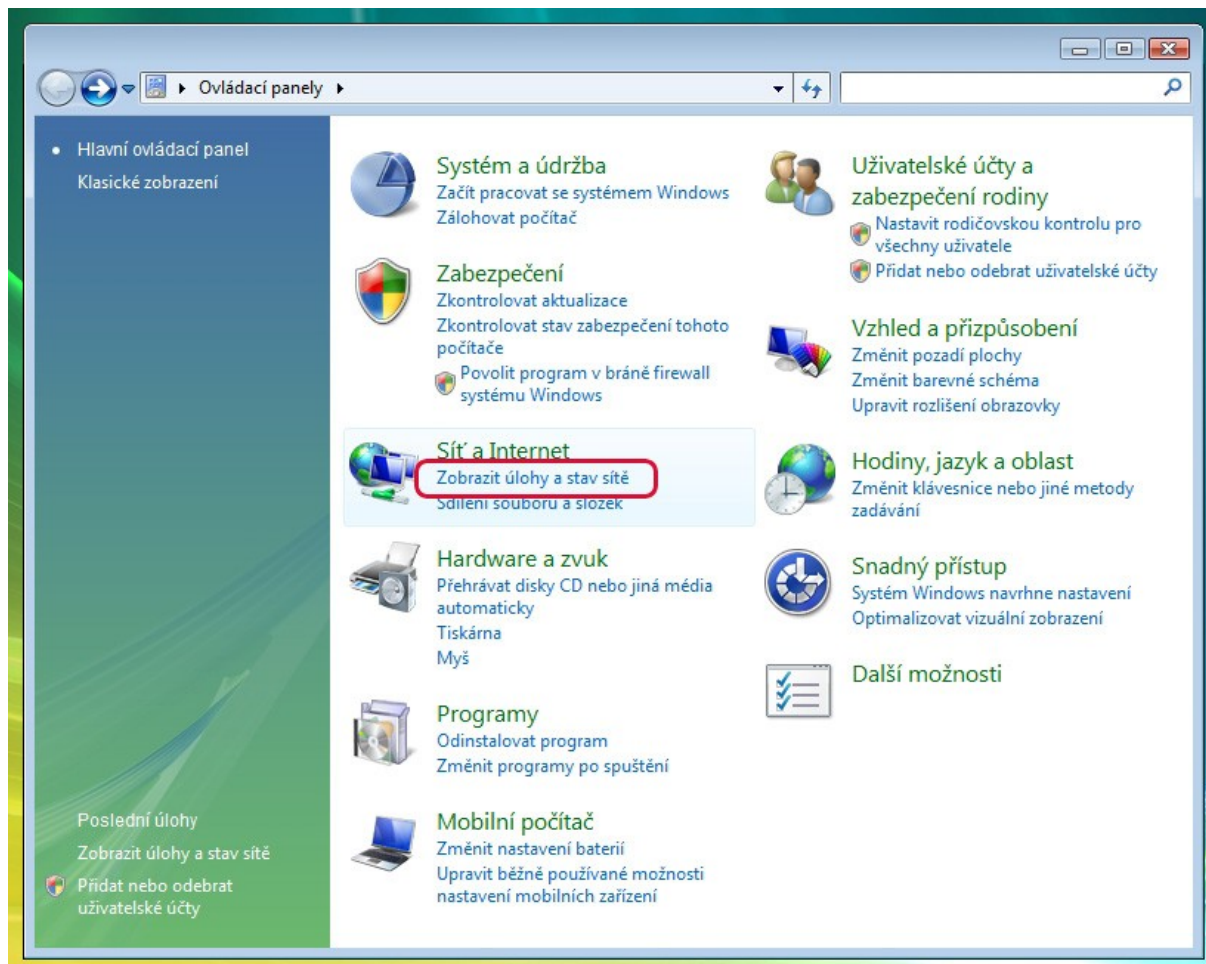 Ovládací panely
Hlavní ovládací panel
Klasické zobrazení
Systém a údržba
Začít pracovat se systémem Windows
Zálohovat počítač
Zabezpečení
Zkontrolovat aktualizace
Zkontrolovat stav zabezpečení tohoto
počítače
Povolit program v bráně firewall
systému Windows
Síť a Internet
Zobrazit úlohy a stav sítě
Sdílení souborů a složek
Hardware a zvuk
Přehrávat disky CD nebo jiná média
automaticky
Tiskárna
Myš
Programy
Odinstalovat program
Změnit programy po spuštění
Mobilní počítač
Změnit nastavení baterií
Upravit běžně používané možnosti
nastavení mobilních zařízení
Uživatelské účty a
zabezpečení rodiny
Nastavit rodičovskou kontrolu pro
všechny uživatele
Přidat nebo odebrat uživatelské účty
Vzhled a přizpůsobení
Změnit pozadí plochy
Změnit barevné schéma
Upravit rozlišení obrazovky
Hodiny, jazyk a oblast
Změnit klávesnice nebo jiné metody
zadávání
Snadný přístup
Systém Windows navrhne nastavení
Optimalizovat vizuální zobrazení
Další možnosti
Poslední úlohy
Zobrazit úlohy a stav sítě
Přidat nebo odebrat
uživatelské účty